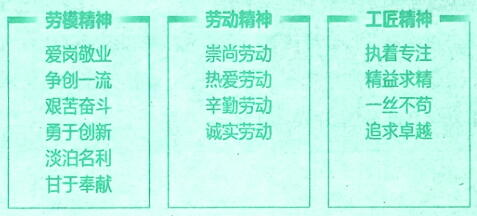 劳模精神
爱岗敬业
争创一流
艰苦奋斗
勇于创新
淡泊名利
甘于奉献
劳动精神
崇尚劳动
热爱劳动
辛勤劳动
诚实劳动
工匠精神
执着专注
精益求精
一丝不苟
追求卓越